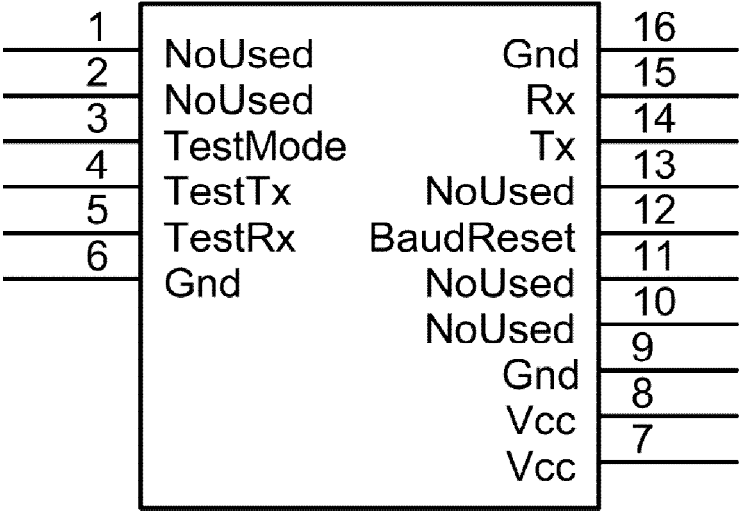 1 NoUsed
2 NoUsed
3 TestMode
4 TestTx
5 TestRx
6 Gnd
Gnd 16
Rx 15
Tx 14
NoUsed 13
BaudReset 12
NoUsed 11
NoUsed 10
Gnd 9
Vcc 8
Vcc 7